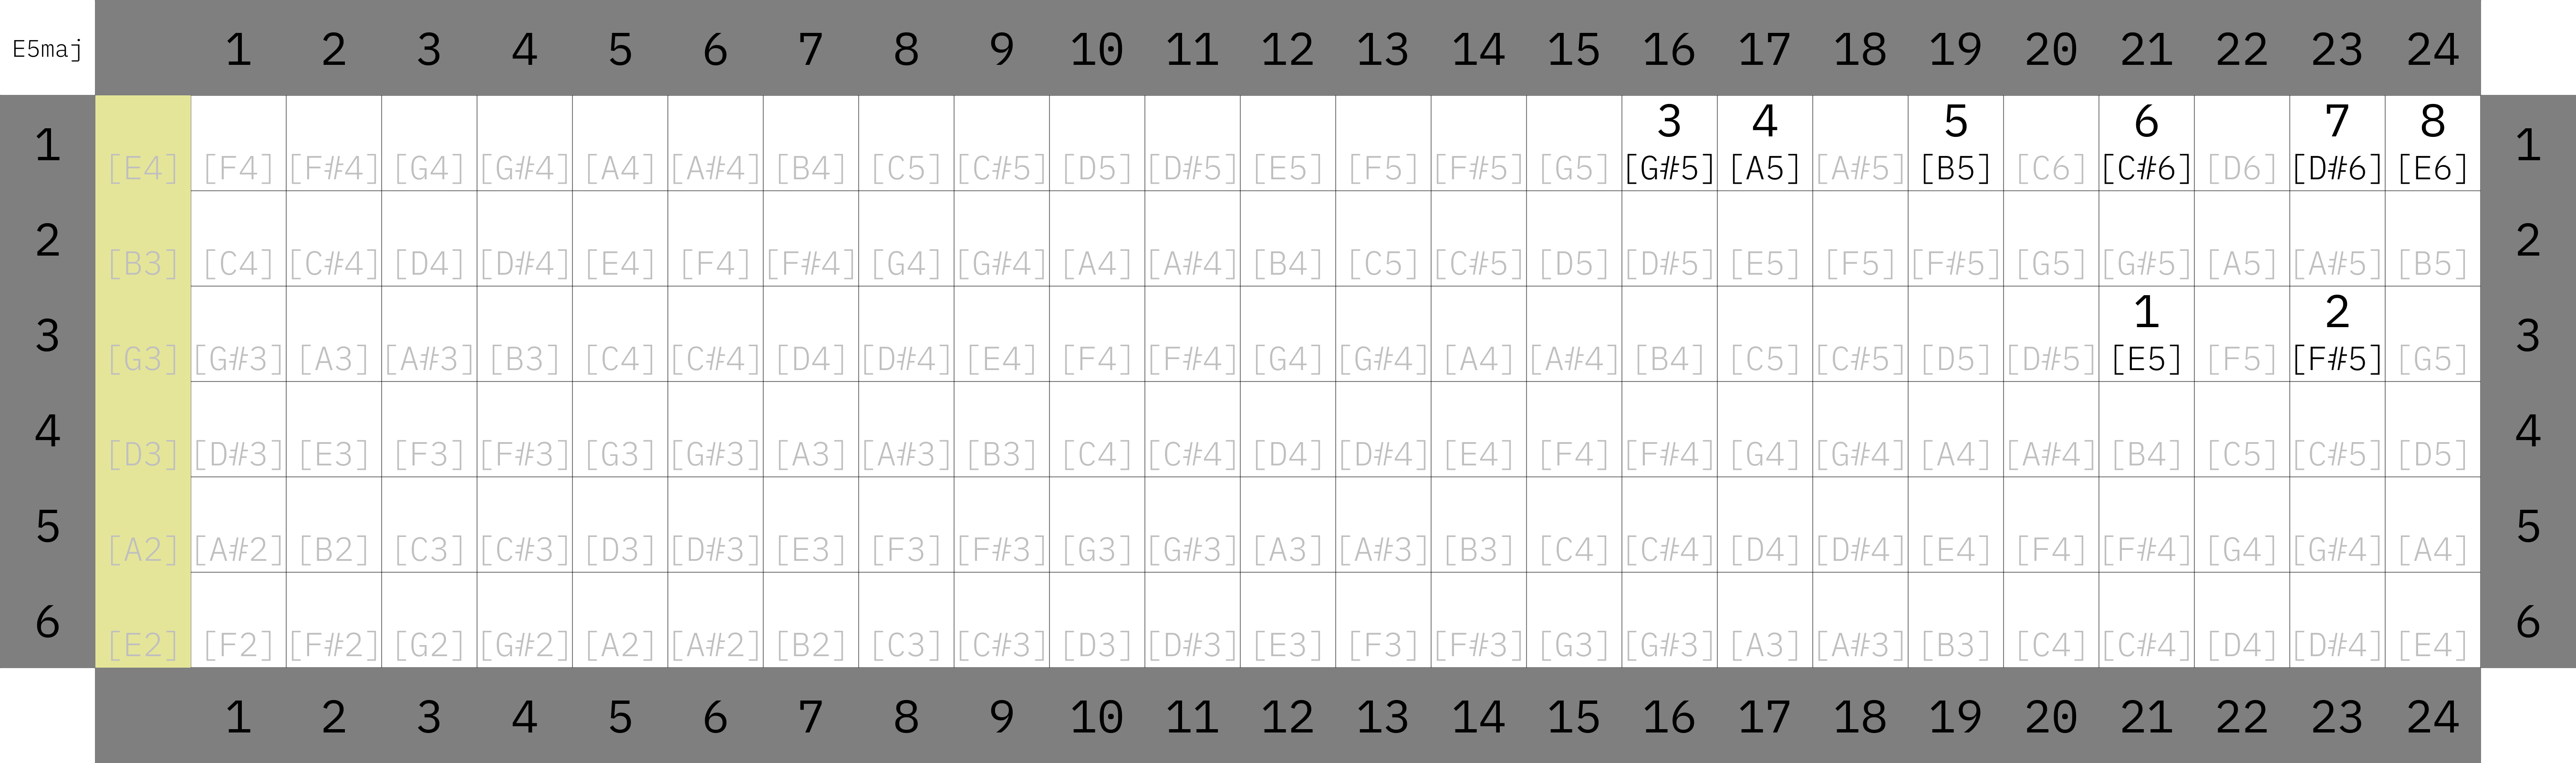 E5maj 1 2 3 4 5 6 7 8 9 10 11 12 13 14 15 16 17 18 19 20 21 22 23 24
3 4 5 6 7 8
1 [E4] [F4] [F#4] [G4] [G#4] [A4] [A#4] [B4] [C5] [C#5] [D5] [D#5] [E5] [F5] [F#5] [G5] [G#5] [A5] [A#5] [B5] [C6] [C#6] [D6] [D#6] [E6] 1
2 [B3] [C4] [C#4] [D4] [D#4] [E4] [F4] [F#4] [G4] [G#4] [A4] [A#4] [B4] [C5] [C#5] [D5] [D#5] [E5] [F5] [F#5] [G5] [G#5] [A5] [A#5] [B5] 2
1 2
3 [G3] [G#3] [A3] [A#3] [B3] [C4] [C#4] [D4] [D#4] [E4] [F4] [F#4] [G4] [G#4] [A4] [A#4] [B4] [C5] [C#5] [D5] [D#5] [E5] [F5] [F#5] [G5] 3
4 [D3] [D#3] [E3] [F3] [F#3] [G3] [G#3] [A3] [A#3] [B3] [C4] [C#4] [D4] [D#4] [E4] [F4] [F#4] [G4] [G#4] [A4] [A#4] [B4] [C5] [C#5] [D5] 4
5 [A2] [A#2] [B2] [C3] [C#3] [D3] [D#3] [E3] [F3] [F#3] [G3] [G#3] [A3] [A#3] [B3] [C4] [C#4] [D4] [D#4] [E4] [F4] [F#4] [G4] [G#4] [A4] 5
6 [E2] [F2] [F#2] [G2] [G#2] [A2] [A#2] [B2] [C3] [C#3] [D3] [D#3] [E3] [F3] [F#3] [G3] [G#3] [A3] [A#3] [B3] [C4] [C#4] [D4] [D#4] [E4] 6
1 2 3 4 5 6 7 8 9 10 11 12 13 14 15 16 17 18 19 20 21 22 23 24